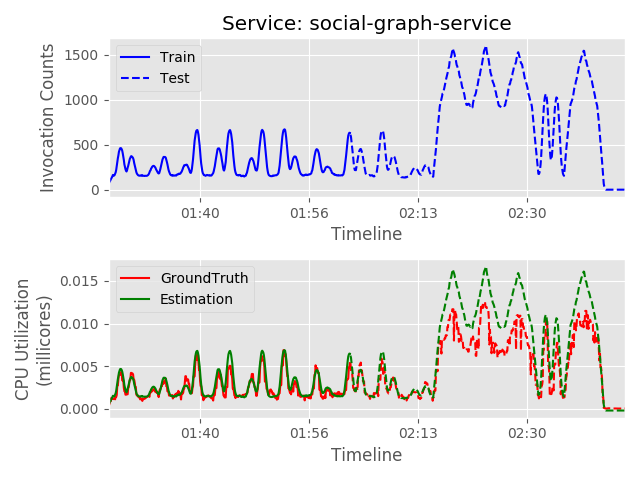 Service: social-graph-service
Invocation Counts
1500
1000
500
0
Train
Test
01:40
01:56
02:13
02:30
Timeline
CPU Utilization
(millicores)
0.015
0.010
0.005
0.000
GroundTruth
Estimation
01:40
01:56
02:13
02:30
Timeline